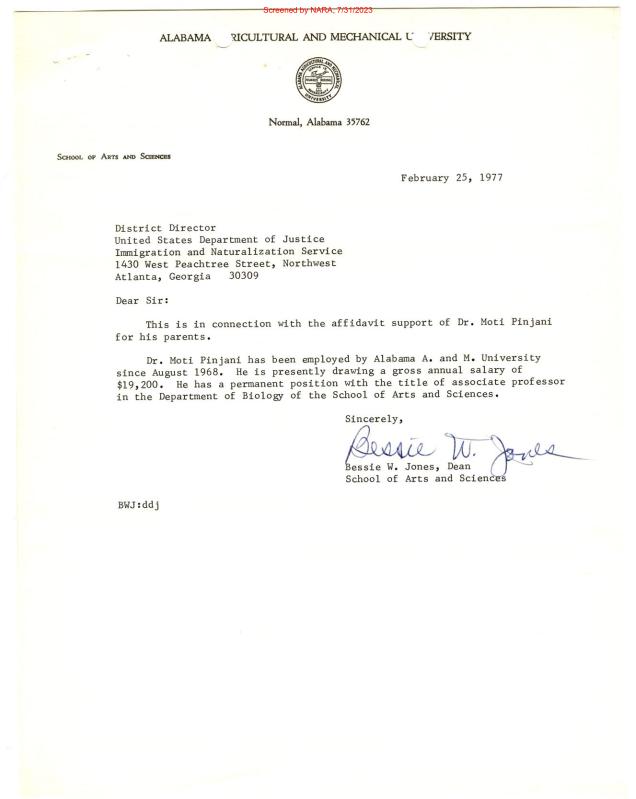 Screened by NARA, 7/31/2023
ALABAMA RICULTURAL AND MECHANICAL U ERSITY
Normal, Alabama 35762
School of Arts and Sciences
February 25, 1977
District Director
United States Department of Justice
Immigration and Naturalization Service
1430 West Peachtree Street, Northwest
Atlanta, Georgia 30309
Dear Sir:
This is in connection with the affidavit support of Dr. Moti Pinjani
for his parents.
Dr. Moti Pinjani has been employed by Alabama A. and M. University
since August 1968. He is presently drawing a gross annual salary of
$19,200. He has a permanent position with the title of associate professor
in the Department of Biology of the School of Arts and Sciences.
Sincerely,
Bessie W. Jones
Bessie W. Jones, Dean
School of Arts and Sciences
BWJ:ddj